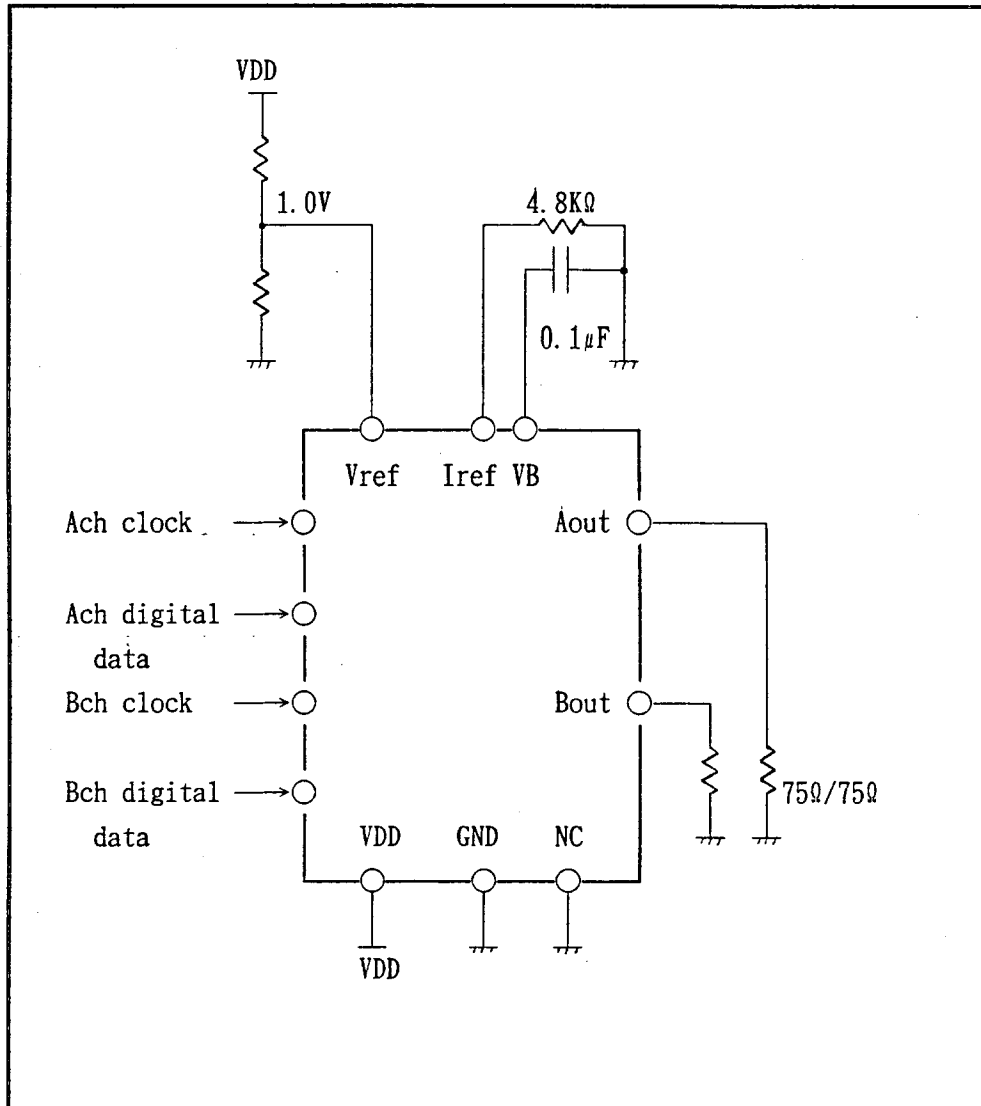 VDD
1.0V
4.8KΩ
0.1μF
Vref
Iref
VB
Ach clock
Aout
Ach digital
data
Bch clock
Bout
Bch digital
data
75Ω/75Ω
VDD
GND
NC
VDD